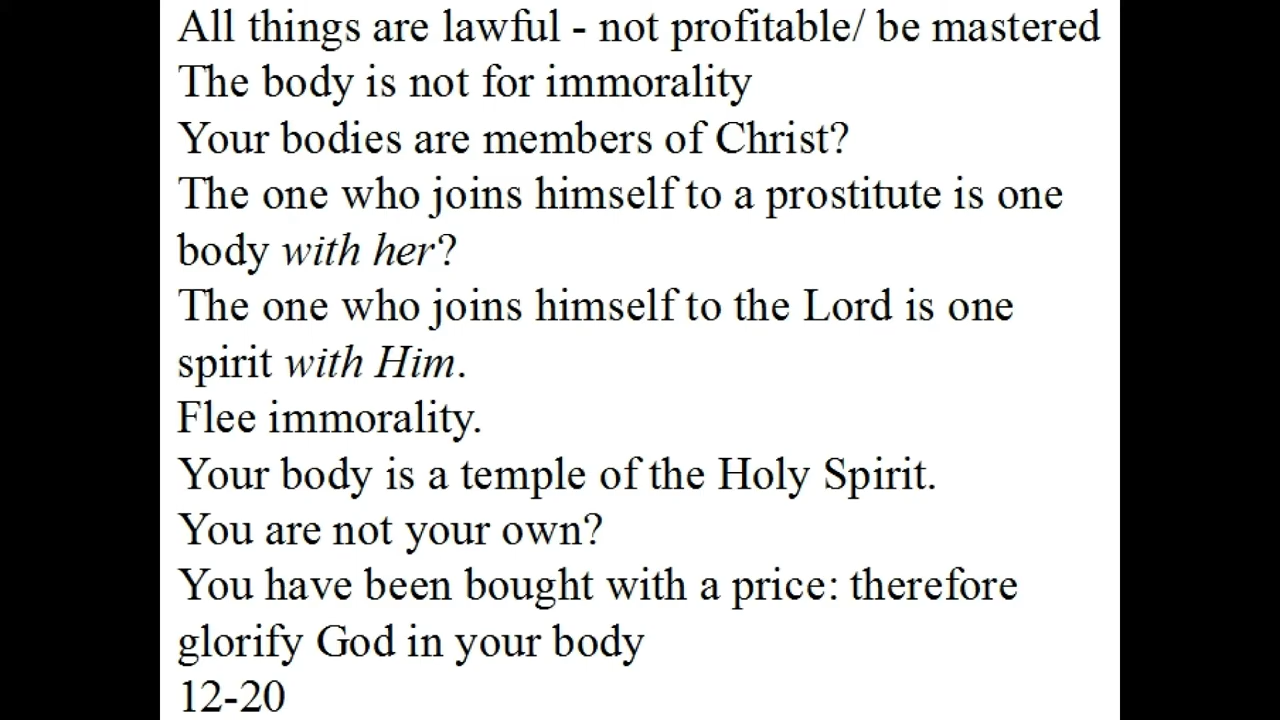 All things are lawful - not profitable/ be mastered
The body is not for immorality
Your bodies are members of Christ?
The one who joins himself to a prostitute is one
body with her?
The one who joins himself to the Lord is one
spirit with Him.
Flee immorality.
Your body is a temple of the Holy Spirit.
You are not your own?
You have been bought with a price: therefore
glorify God in your body
12-20